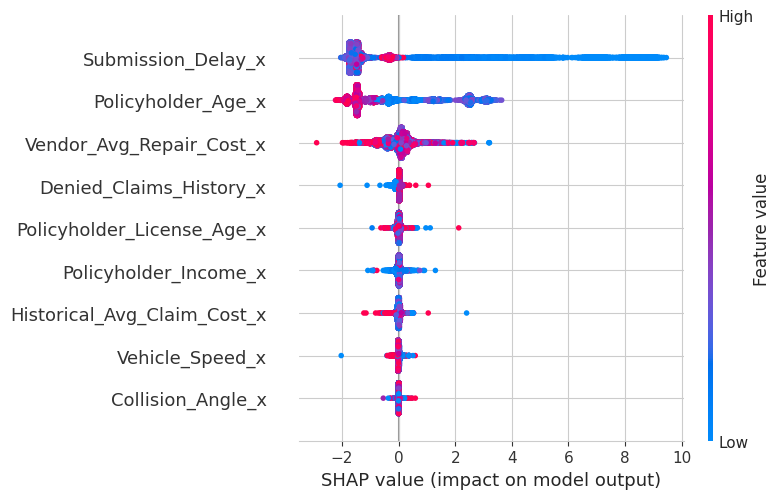 High
Submission_Delay_x
Policyholder_Age_x
Vendor_Avg_Repair_Cost_x
Denied_Claims_History_x
Policyholder_License_Age_x
Policyholder_Income_x
Historical_Avg_Claim_Cost_x
Vehicle_Speed_x
Collision_Angle_x
Feature value
Low
−2 0 2 4 6 8 10
SHAP value (impact on model output)